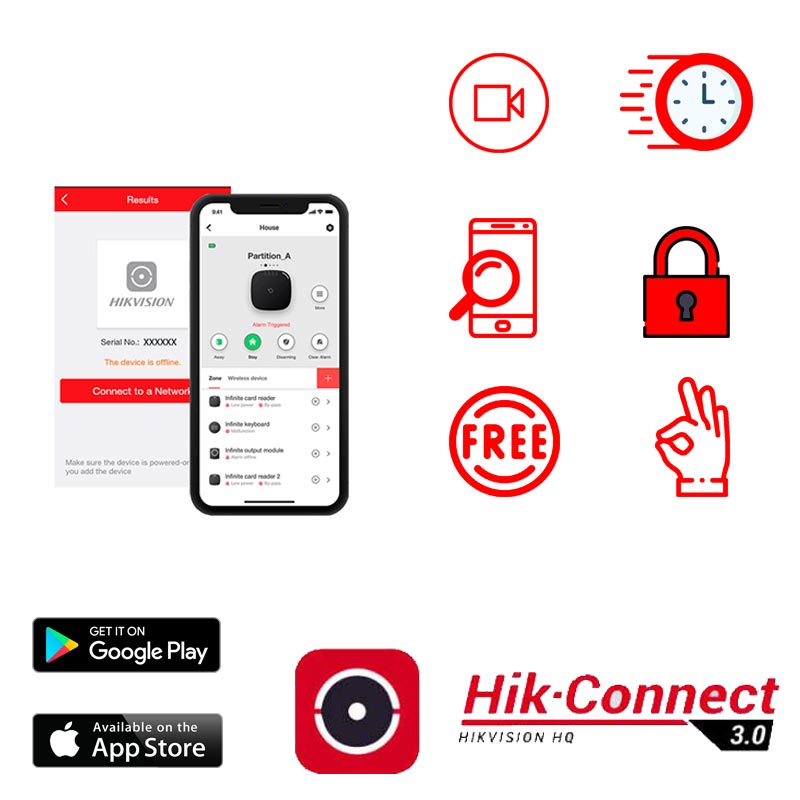 Results
HIKVISION
Serial No.: XXXXXX
The device is offline.
Connect to a Network
Make sure the device is powered-on
you add the device
9:41
House
Partition_A
More
Alarm Triggered
Away
Stay
Disarming
Clear Alarm
Zone
Wireless device
+
Infinite card reader
Low power
By-pass
Infinite keyboard
Malfunction
Infinite output module
Alarm offline
Infinite card reader 2
Low power
By-pass
FREE
GET IT ON
Google Play
Available on the
App Store
Hik-Connect
HIKVISION HQ
3.0